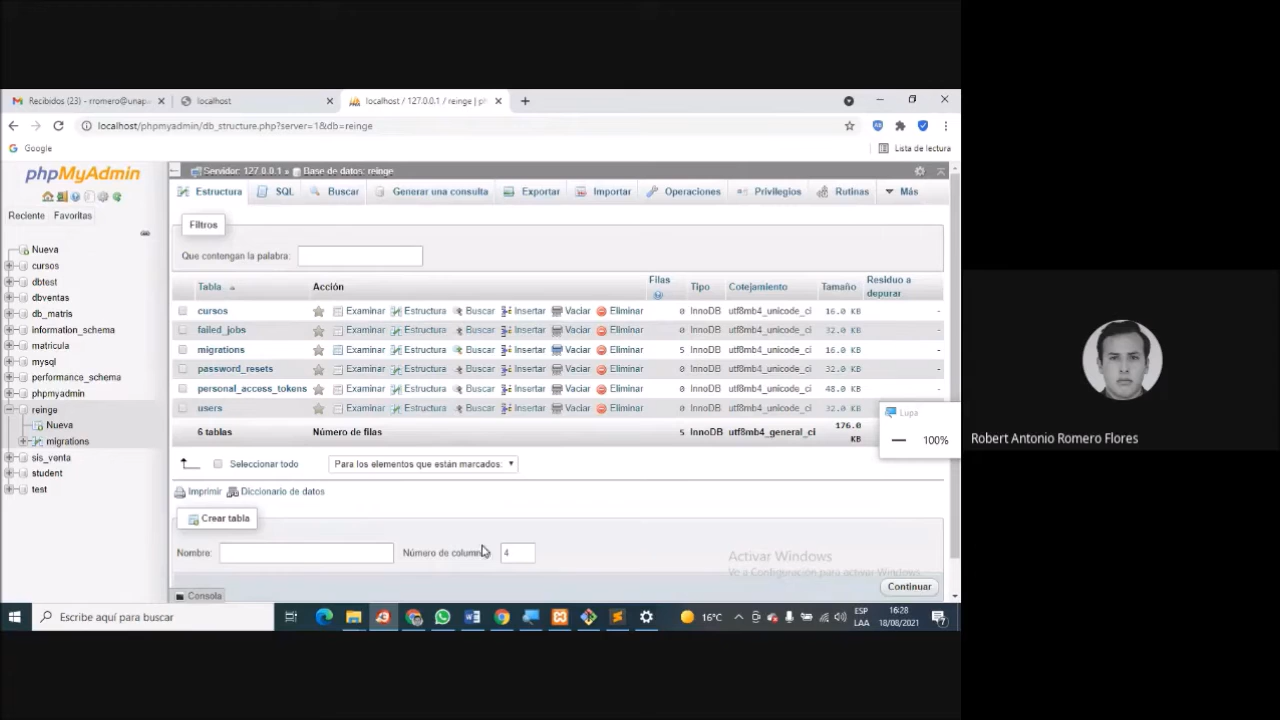 Recibidos (23) - rromero@unap
localhost
localhost / 127.0.0.1 / reinge | ph
localhost/phpmyadmin/db_structure.php?server=1&db=reinge
Google
Lista de lectura
phpMyAdmin
Reciente
Favoritas
Nueva
cursos
dbtest
dbventas
db_matris
information_schema
matricula
mysql
performance_schema
phpmyadmin
reinge
Nueva
migrations
sis_venta
student
test
Servidor: 127.0.0.1 » Base de datos: reinge
Estructura SQL Buscar Generar una consulta Exportar Importar Operaciones Privilegios Rutinas Más
Filtros
Que contengan la palabra:
Tabla Acción Filas Tipo Cotejamiento Tamaño Residuo a depurar
cursos Examinar Estructura Buscar Insertar Vaciar Eliminar 0 InnoDB utf8mb4_unicode_ci 16.0 KB -
failed_jobs Examinar Estructura Buscar Insertar Vaciar Eliminar 0 InnoDB utf8mb4_unicode_ci 32.0 KB -
migrations Examinar Estructura Buscar Insertar Vaciar Eliminar 5 InnoDB utf8mb4_unicode_ci 16.0 KB -
password_resets Examinar Estructura Buscar Insertar Vaciar Eliminar 0 InnoDB utf8mb4_unicode_ci 32.0 KB -
personal_access_tokens Examinar Estructura Buscar Insertar Vaciar Eliminar 0 InnoDB utf8mb4_unicode_ci 48.0 KB -
users Examinar Estructura Buscar Insertar Vaciar Eliminar 0 InnoDB utf8mb4_unicode_ci 32.0 KB
6 tablas Número de filas 5 InnoDB utf8mb4_general_ci 176.0 KB
Seleccionar todo Para los elementos que están marcados:
Imprimir Diccionario de datos
Crear tabla
Nombre: Número de column 4
Continuar
Consola
Lupa
100%
Activar Windows
Ve a Configuración para activar Windows.
Escribe aquí para buscar
16°C
ESP
LAA
16:28
18/08/2021
7
Robert Antonio Romero Flores